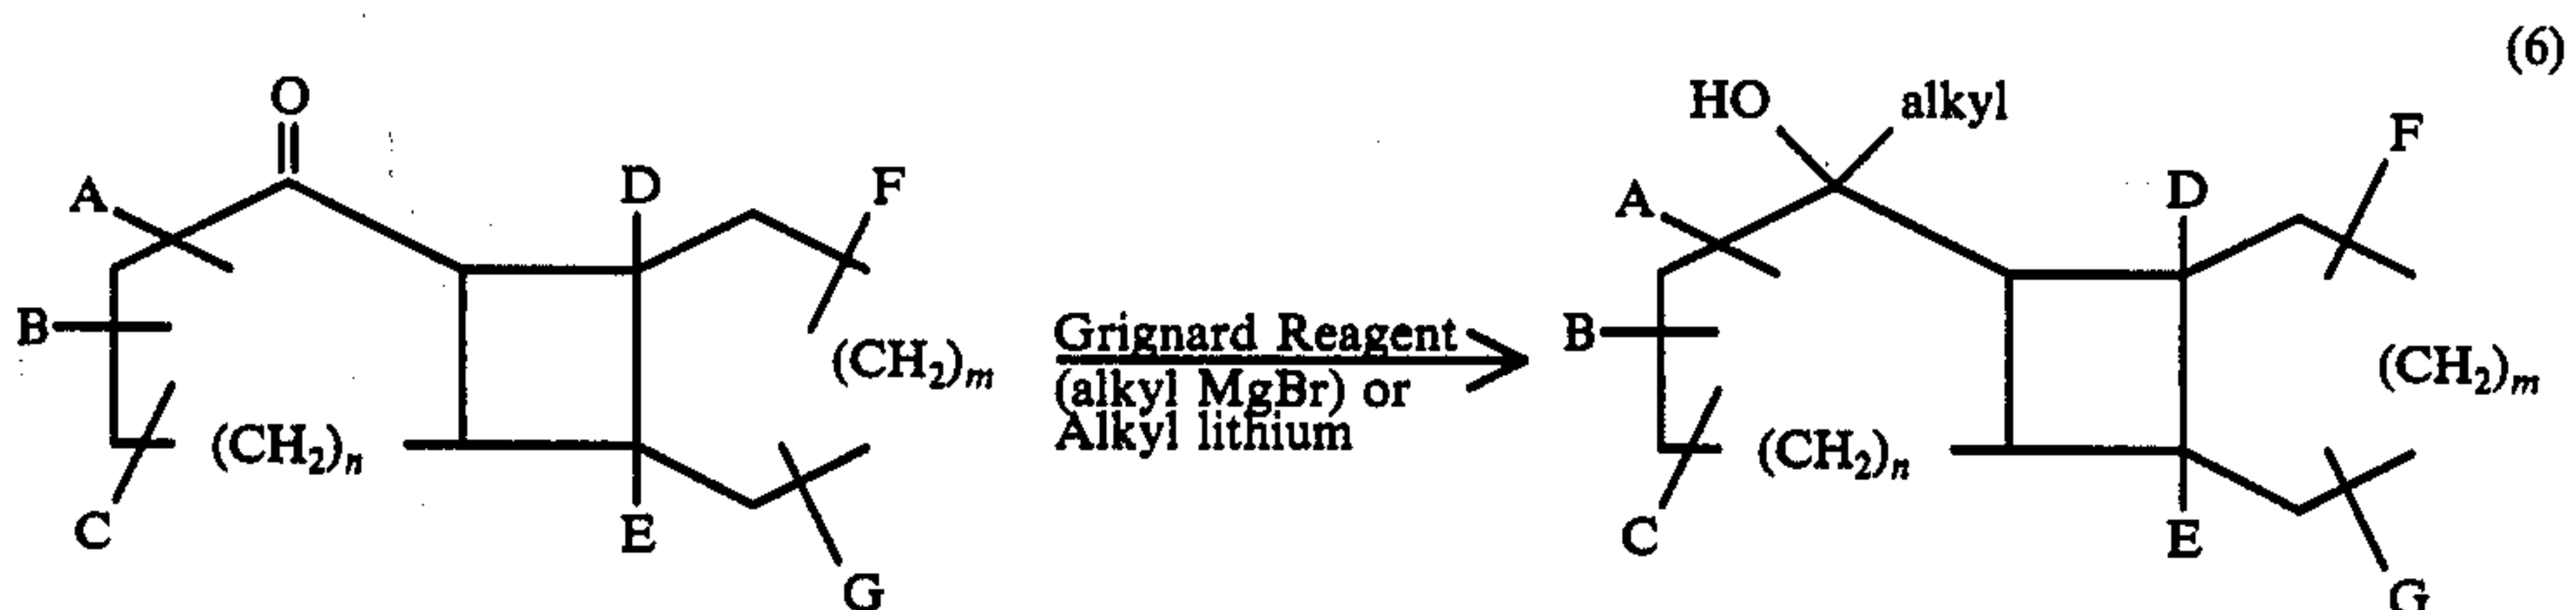 (6)
O
A
D
F
B
(CH2)m
(CH2)n
C
E
G
Grignard Reagent
(alkyl MgBr) or
Alkyl lithium
HO alkyl
F
A
D
B
(CH2)m
(CH2)n
C
E
G